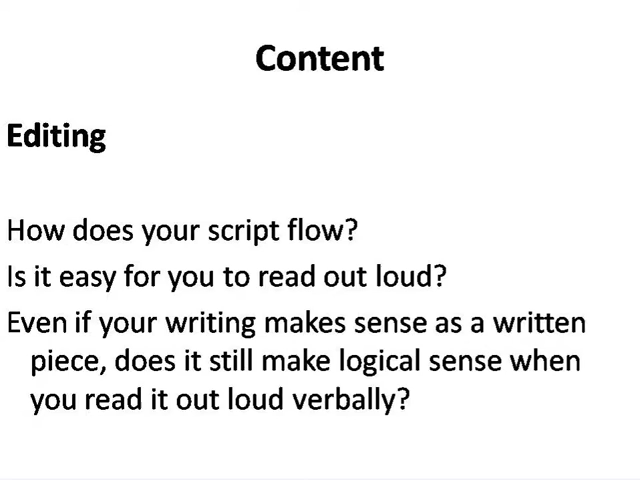 Content
Editing
How does your script flow?
Is it easy for you to read out loud?
Even if your writing makes sense as a written
piece, does it still make logical sense when
you read it out loud verbally?